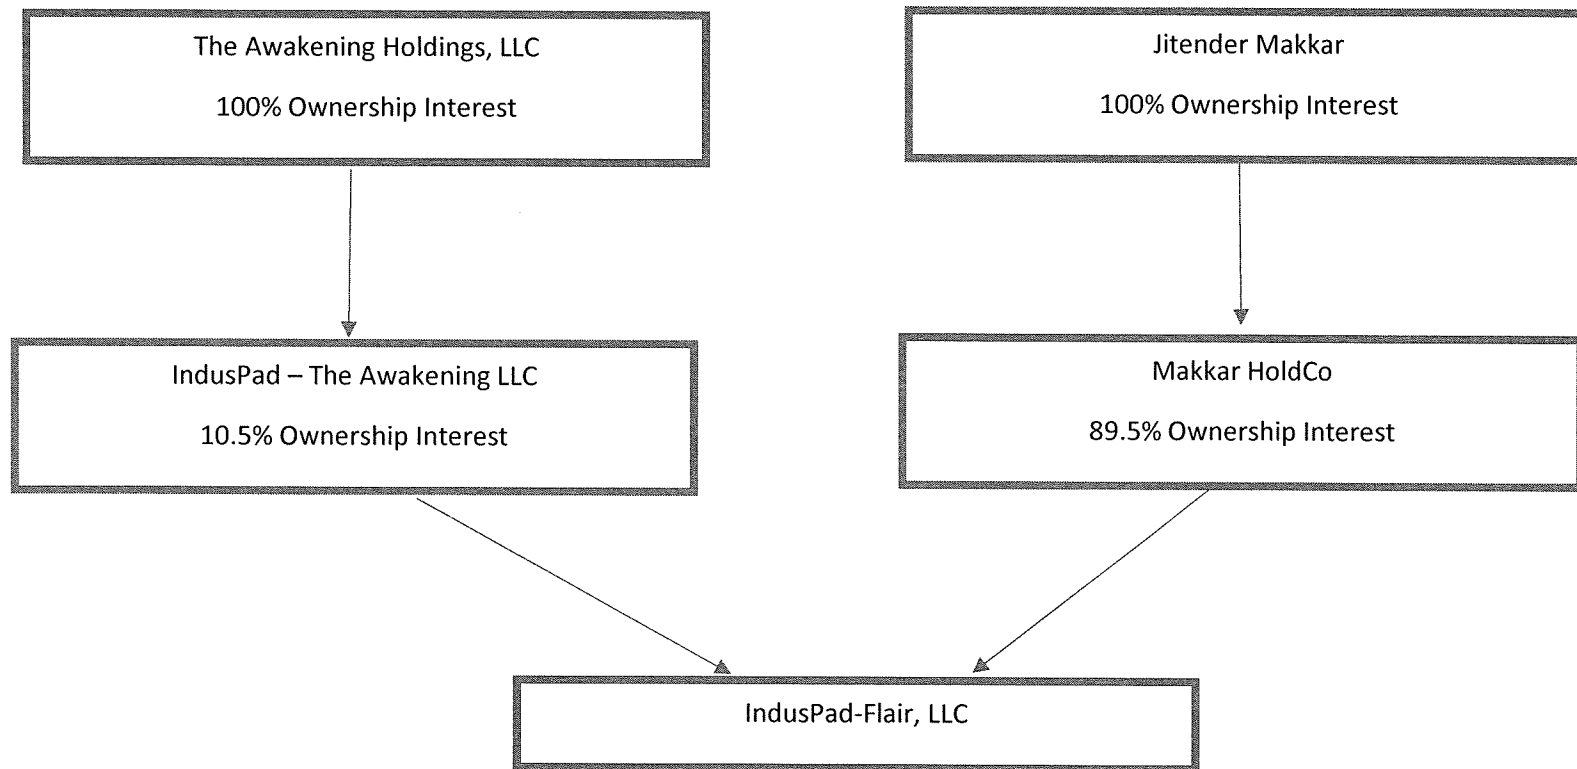 The Awakening Holdings, LLC
100% Ownership Interest
Jitender Makkar
100% Ownership Interest
IndusPad – The Awakening LLC
10.5% Ownership Interest
Makkar HoldCo
89.5% Ownership Interest
IndusPad-Flair, LLC